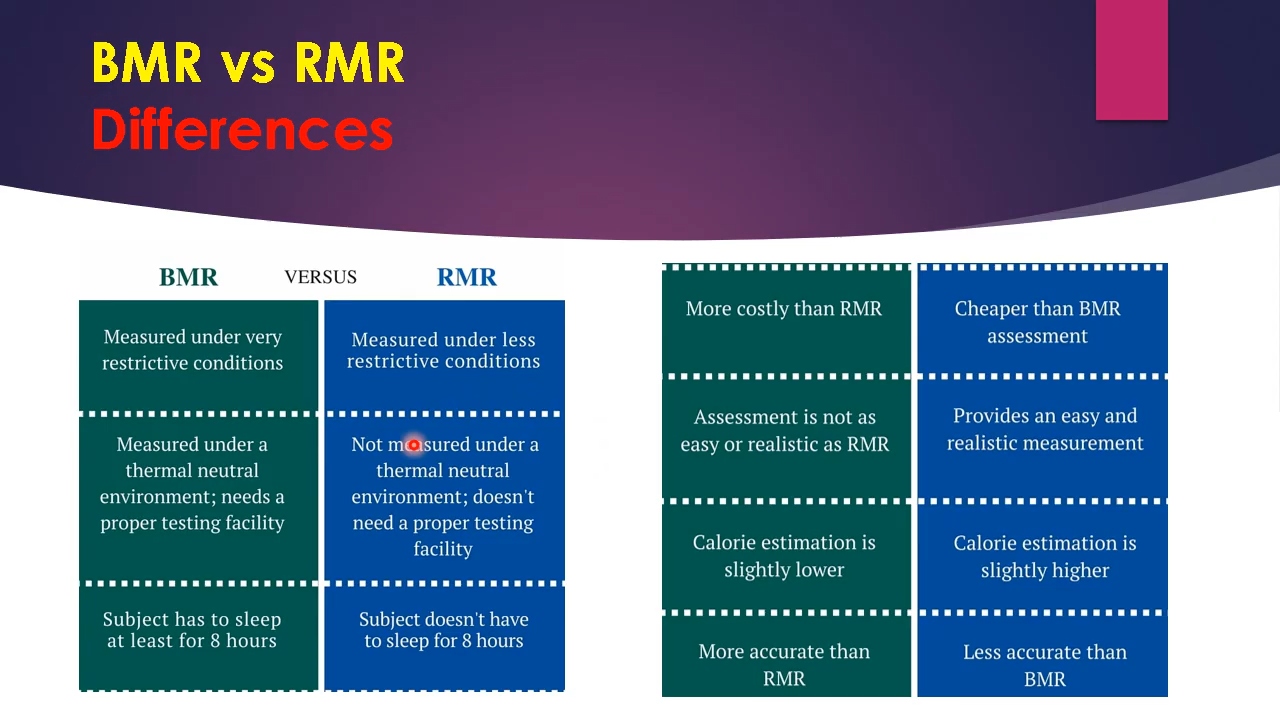 BMR vs RMR
Differences
BMR VERSUS RMR
Measured under very
restrictive conditions
Measured under less
restrictive conditions
Measured under a
thermal neutral
environment; needs a
proper testing facility
Not measured under a
thermal neutral
environment; doesn't
need a proper testing
facility
Subject has to sleep
at least for 8 hours
Subject doesn't have
to sleep for 8 hours
More costly than RMR
Cheaper than BMR
assessment
Assessment is not as
easy or realistic as RMR
Provides an easy and
realistic measurement
Calorie estimation is
slightly lower
Calorie estimation is
slightly higher
More accurate than
RMR
Less accurate than
BMR